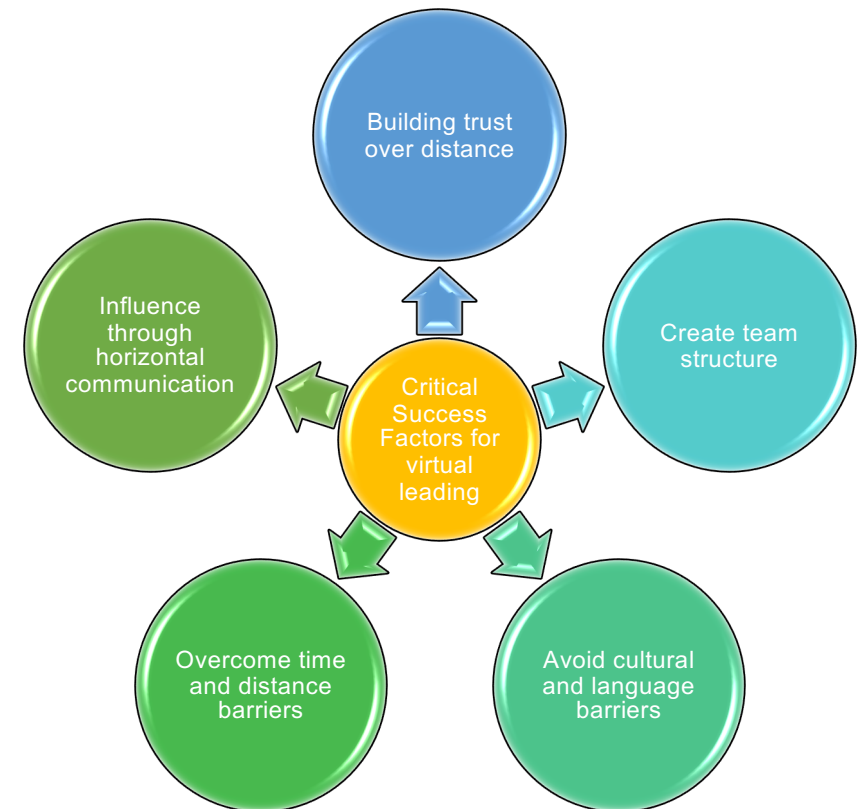 Building trust
over distance
Influence
through
horizontal
communication
Create team
structure
Critical
Success
Factors for
virtual
leading
Overcome time
and distance
barriers
Avoid cultural
and language
barriers